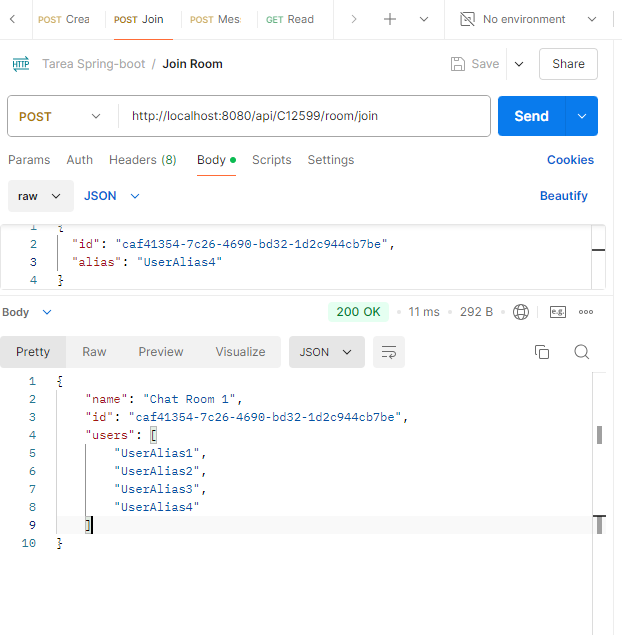 POST Crea POST Join POST Mes GET Read No environment
HTTP Tarea Spring-boot / Join Room Save Share
POST http://localhost:8080/api/C12599/room/join Send
Params Auth Headers (8) Body Scripts Settings Cookies
raw JSON Beautify
1 {
2 "id": "caf41354-7c26-4690-bd32-1d2c944cb7be",
3 "alias": "UserAlias4"
4 }
Body 200 OK 11 ms 292 B e.g.
Pretty Raw Preview Visualize JSON
1 {
2 "name": "Chat Room 1",
3 "id": "caf41354-7c26-4690-bd32-1d2c944cb7be",
4 "users": [
5 "UserAlias1",
6 "UserAlias2",
7 "UserAlias3",
8 "UserAlias4"
9 ]
10 }